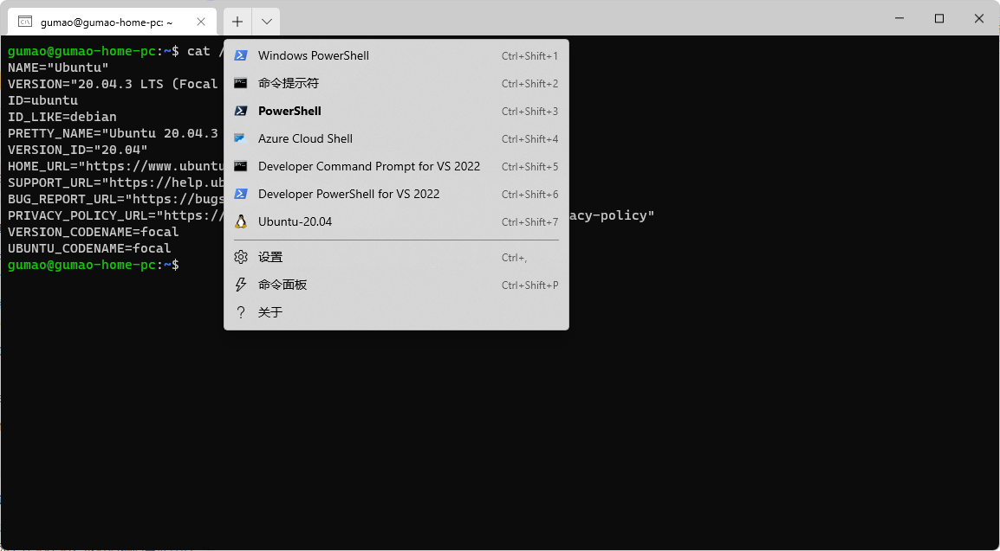 gumao@gumao-home-pc: ~
gumao@gumao-home-pc:~$ cat /
NAME="Ubuntu"
VERSION="20.04.3 LTS (Focal
ID=ubuntu
ID_LIKE=debian
PRETTY_NAME="Ubuntu 20.04.3
VERSION_ID="20.04"
HOME_URL="https://www.ubuntu
SUPPORT_URL="https://help.ub
BUG_REPORT_URL="https://bugs
PRIVACY_POLICY_URL="https:// acy-policy"
VERSION_CODENAME=focal
UBUNTU_CODENAME=focal
gumao@gumao-home-pc:~$
Windows PowerShell Ctrl+Shift+1
命令提示符 Ctrl+Shift+2
PowerShell Ctrl+Shift+3
Azure Cloud Shell Ctrl+Shift+4
Developer Command Prompt for VS 2022 Ctrl+Shift+5
Developer PowerShell for VS 2022 Ctrl+Shift+6
Ubuntu-20.04 Ctrl+Shift+7
设置 Ctrl+,
命令面板 Ctrl+Shift+P
关于